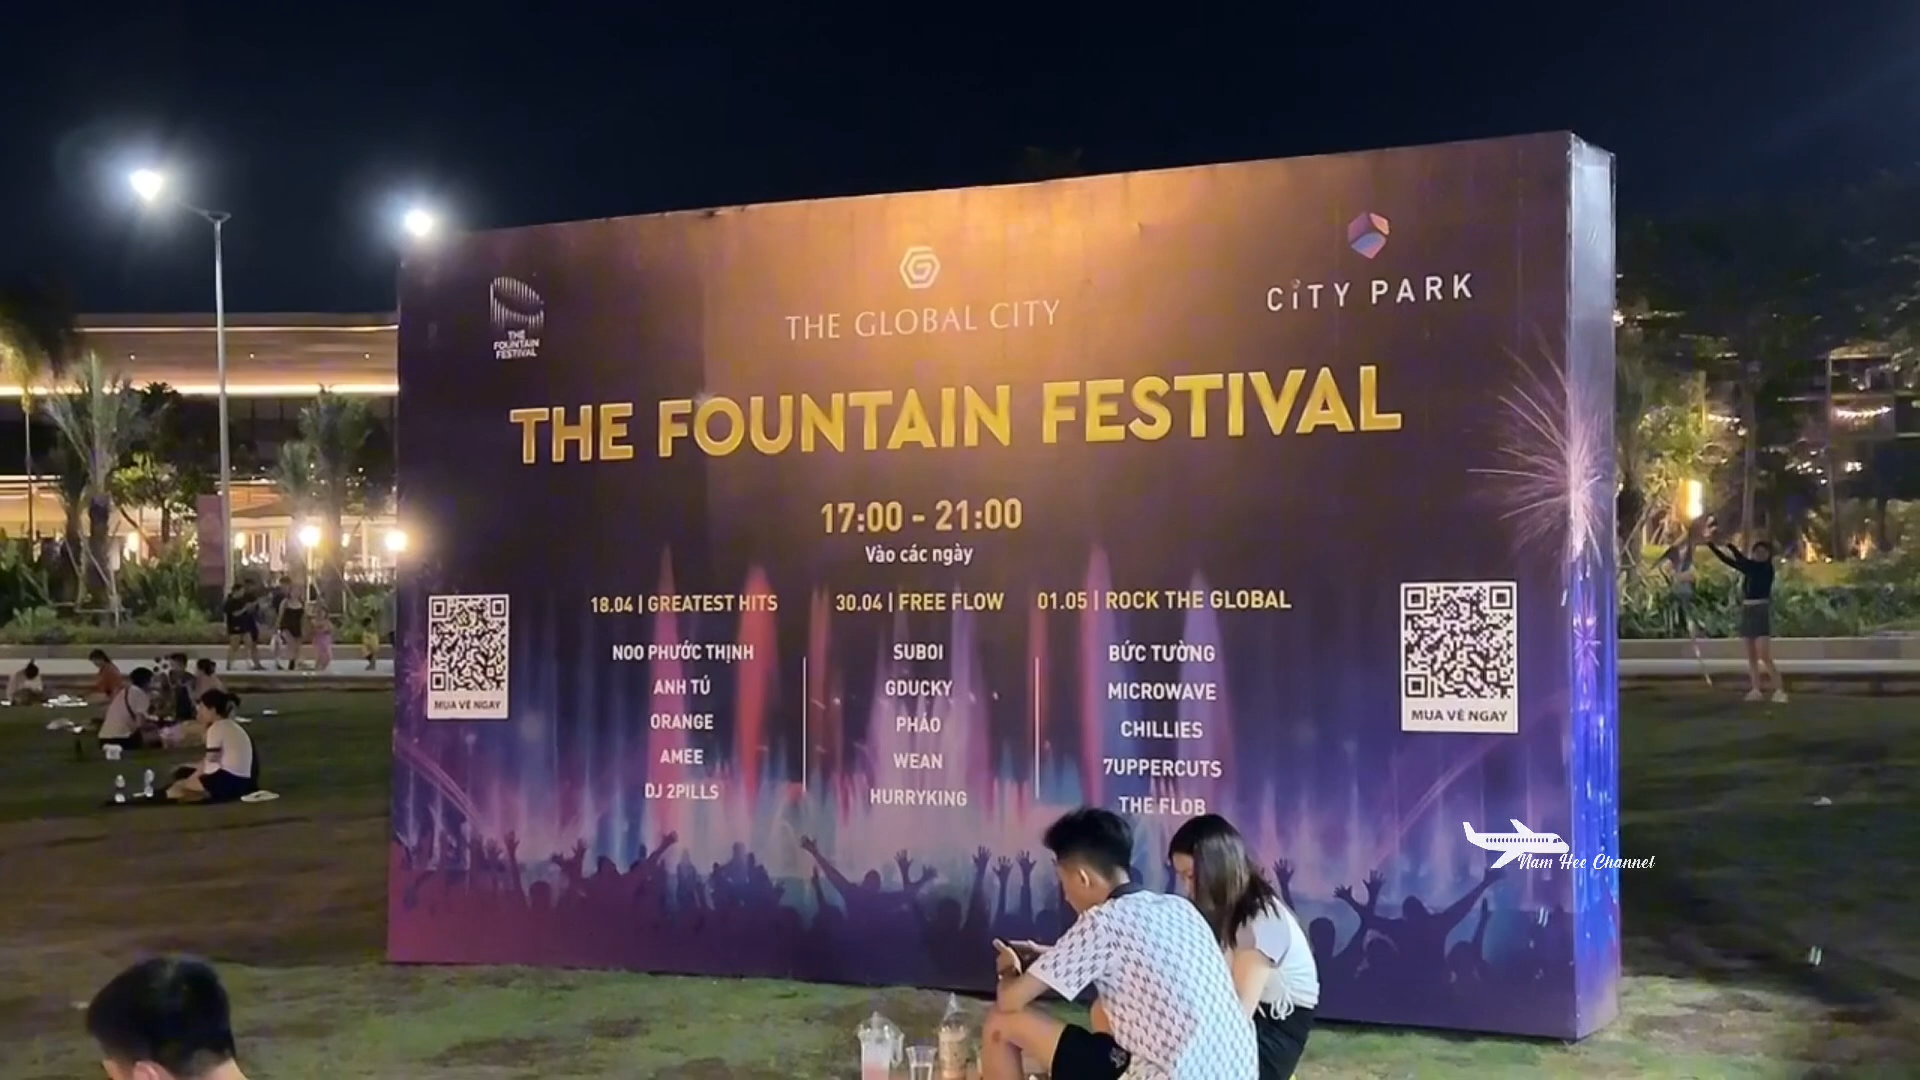 THE FOUNTAIN FESTIVAL
THE GLOBAL CITY
CiTY PARK
THE FOUNTAIN FESTIVAL
17:00 - 21:00
Vào các ngày
18.04 | GREATEST HITS
NOO PHƯỚC THỊNH
ANH TÚ
ORANGE
AMEE
DJ 2PILLS
30.04 | FREE FLOW
SUBOI
GDUCKY
PHÁO
WEAN
HURRYKING
01.05 | ROCK THE GLOBAL
BỨC TƯỜNG
MICROWAVE
CHILLIES
7UPPERCUTS
THE FLOB
MUA VÉ NGAY
MUA VÉ NGAY
Nam Hee Channel